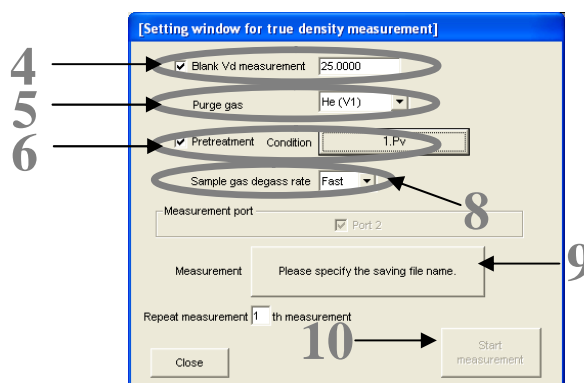 [Setting window for true density measurement]
4 Blank Vd measurement 25.0000
5 Purge gas He (V1)
6 Pretreatment Condition 1.Pv
Sample gas degass rate Fast 8
Measurement port
Port 2
Measurement Please specify the saving file name. 9
Repeat measurement 1 th measurement
10 Start measurement
Close